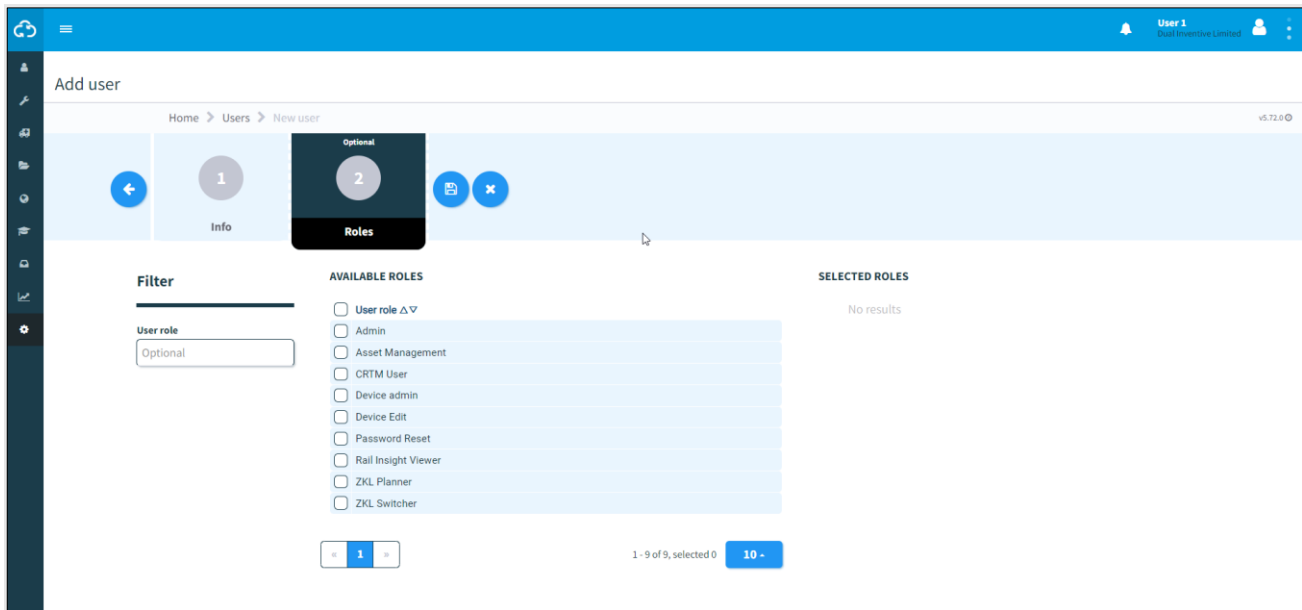 User 1
Dual Inventive Limited
Add user
Home Users New user
v5.72.0
1
Info
Optional
2
Roles
Filter
User role
Optional
AVAILABLE ROLES
User role
Admin
Asset Management
CRTM User
Device admin
Device Edit
Password Reset
Rail Insight Viewer
ZKL Planner
ZKL Switcher
« 1 »
1 - 9 of 9, selected 0
10
SELECTED ROLES
No results